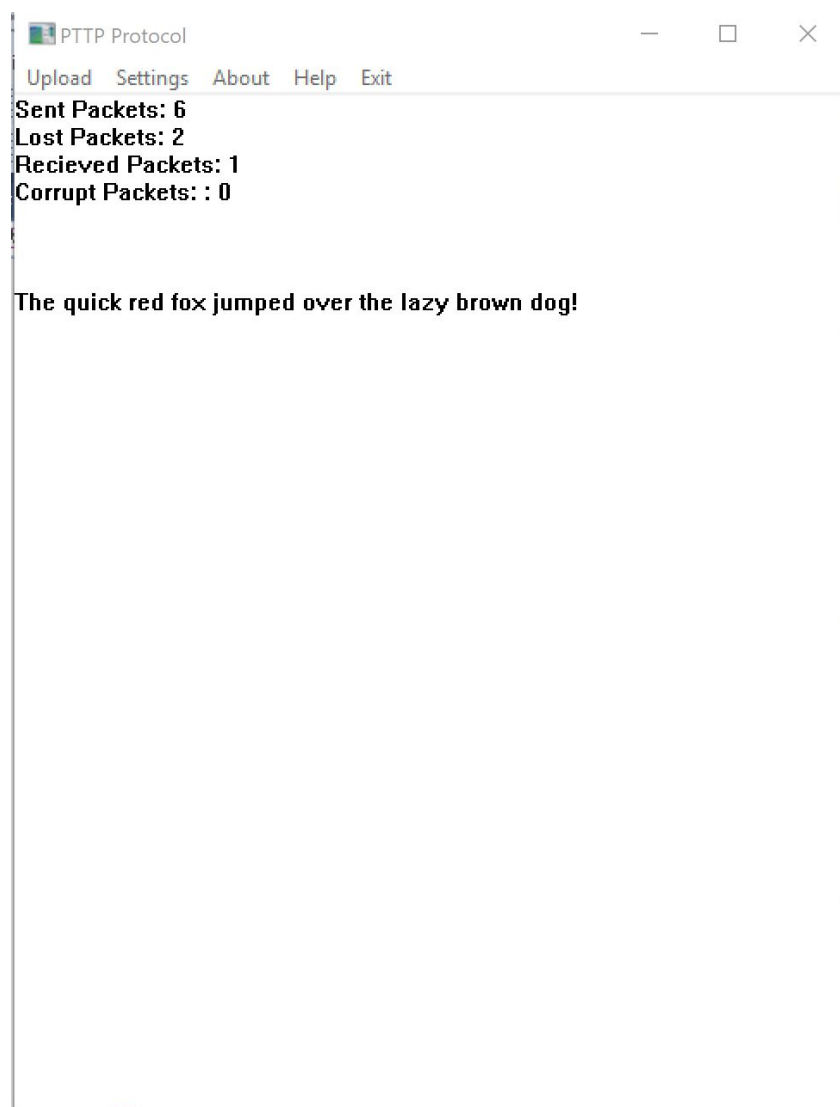 PTTP Protocol
Upload Settings About Help Exit
Sent Packets: 6
Lost Packets: 2
Recieved Packets: 1
Corrupt Packets: : 0
The quick red fox jumped over the lazy brown dog!